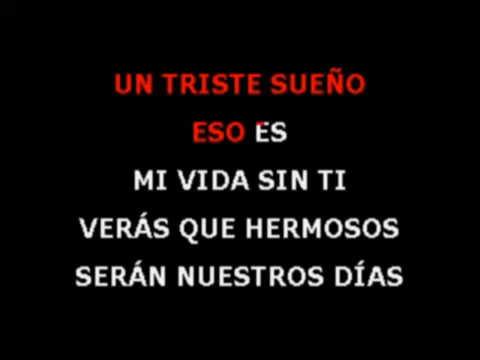 UN TRISTE SUEÑO
ESO ES
MI VIDA SIN TI
VERÁS QUE HERMOSOS
SERÁN NUESTROS DÍAS